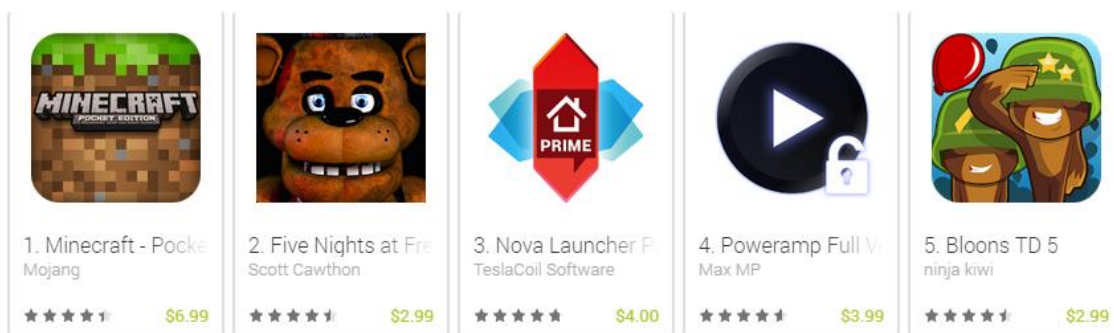 MINECRAFT
POCKET EDITION
PRIME
1. Minecraft - Pocke
Mojang
$6.99
2. Five Nights at Fre
Scott Cawthon
$2.99
3. Nova Launcher P
TeslaCoil Software
$4.00
4. Poweramp Full V
Max MP
$3.99
5. Bloons TD 5
ninja kiwi
$2.99